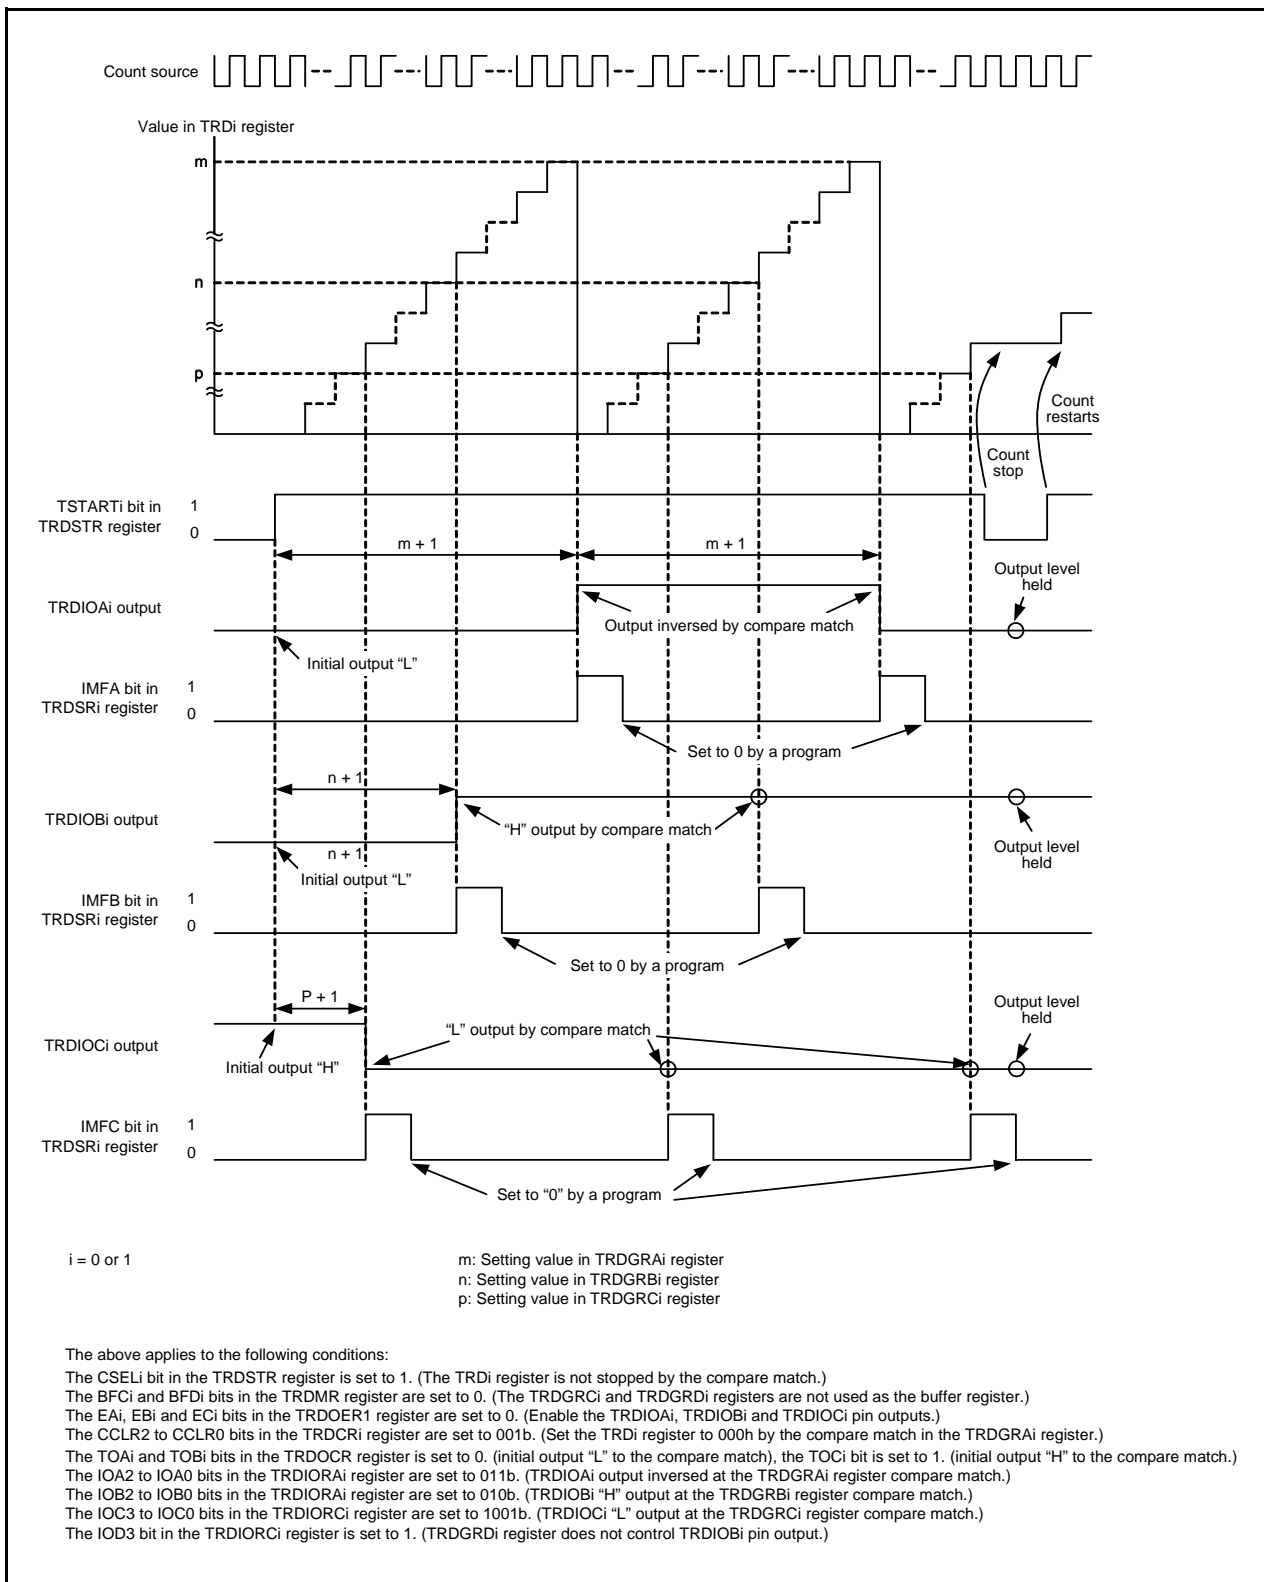 Count source
Value in TRDi register
m
n
p
Count
restarts
Count
stop
TSTARTi bit in
TRDSTR register
1
0
m + 1
m + 1
Output level
held
TRDIOAi output
Output inversed by compare match
Initial output “L”
IMFA bit in
TRDSRi register
1
0
Set to 0 by a program
n + 1
TRDIOBi output
“H” output by compare match
n + 1
Output level
held
Initial output “L”
IMFB bit in
TRDSRi register
1
0
Set to 0 by a program
P + 1
Output level
held
“L” output by compare match
TRDIOCi output
Initial output “H”
IMFC bit in
TRDSRi register
1
0
Set to “0” by a program
i = 0 or 1
m: Setting value in TRDGRAi register
n: Setting value in TRDGRBi register
p: Setting value in TRDGRCi register
The above applies to the following conditions:
The CSELi bit in the TRDSTR register is set to 1. (The TRDi register is not stopped by the compare match.)
The BFCi and BFDi bits in the TRDMR register are set to 0. (The TRDGRCi and TRDGRDi registers are not used as the buffer register.)
The EAi, EBi and ECi bits in the TRDOER1 register are set to 0. (Enable the TRDIOAi, TRDIOBi and TRDIOCi pin outputs.)
The CCLR2 to CCLR0 bits in the TRDCRi register are set to 001b. (Set the TRDi register to 000h by the compare match in the TRDGRAi register.)
The TOAi and TOBi bits in the TRDOCR register is set to 0. (initial output “L” to the compare match), the TOCi bit is set to 1. (initial output “H” to the compare match.)
The IOA2 to IOA0 bits in the TRDIORAi register are set to 011b. (TRDIOAi output inversed at the TRDGRAi register compare match.)
The IOB2 to IOB0 bits in the TRDIORAi register are set to 010b. (TRDIOBi “H” output at the TRDGRBi register compare match.)
The IOC3 to IOC0 bits in the TRDIORCi register are set to 1001b. (TRDIOCi “L” output at the TRDGRCi register compare match.)
The IOD3 bit in the TRDIORCi register is set to 1. (TRDGRDi register does not control TRDIOBi pin output.)